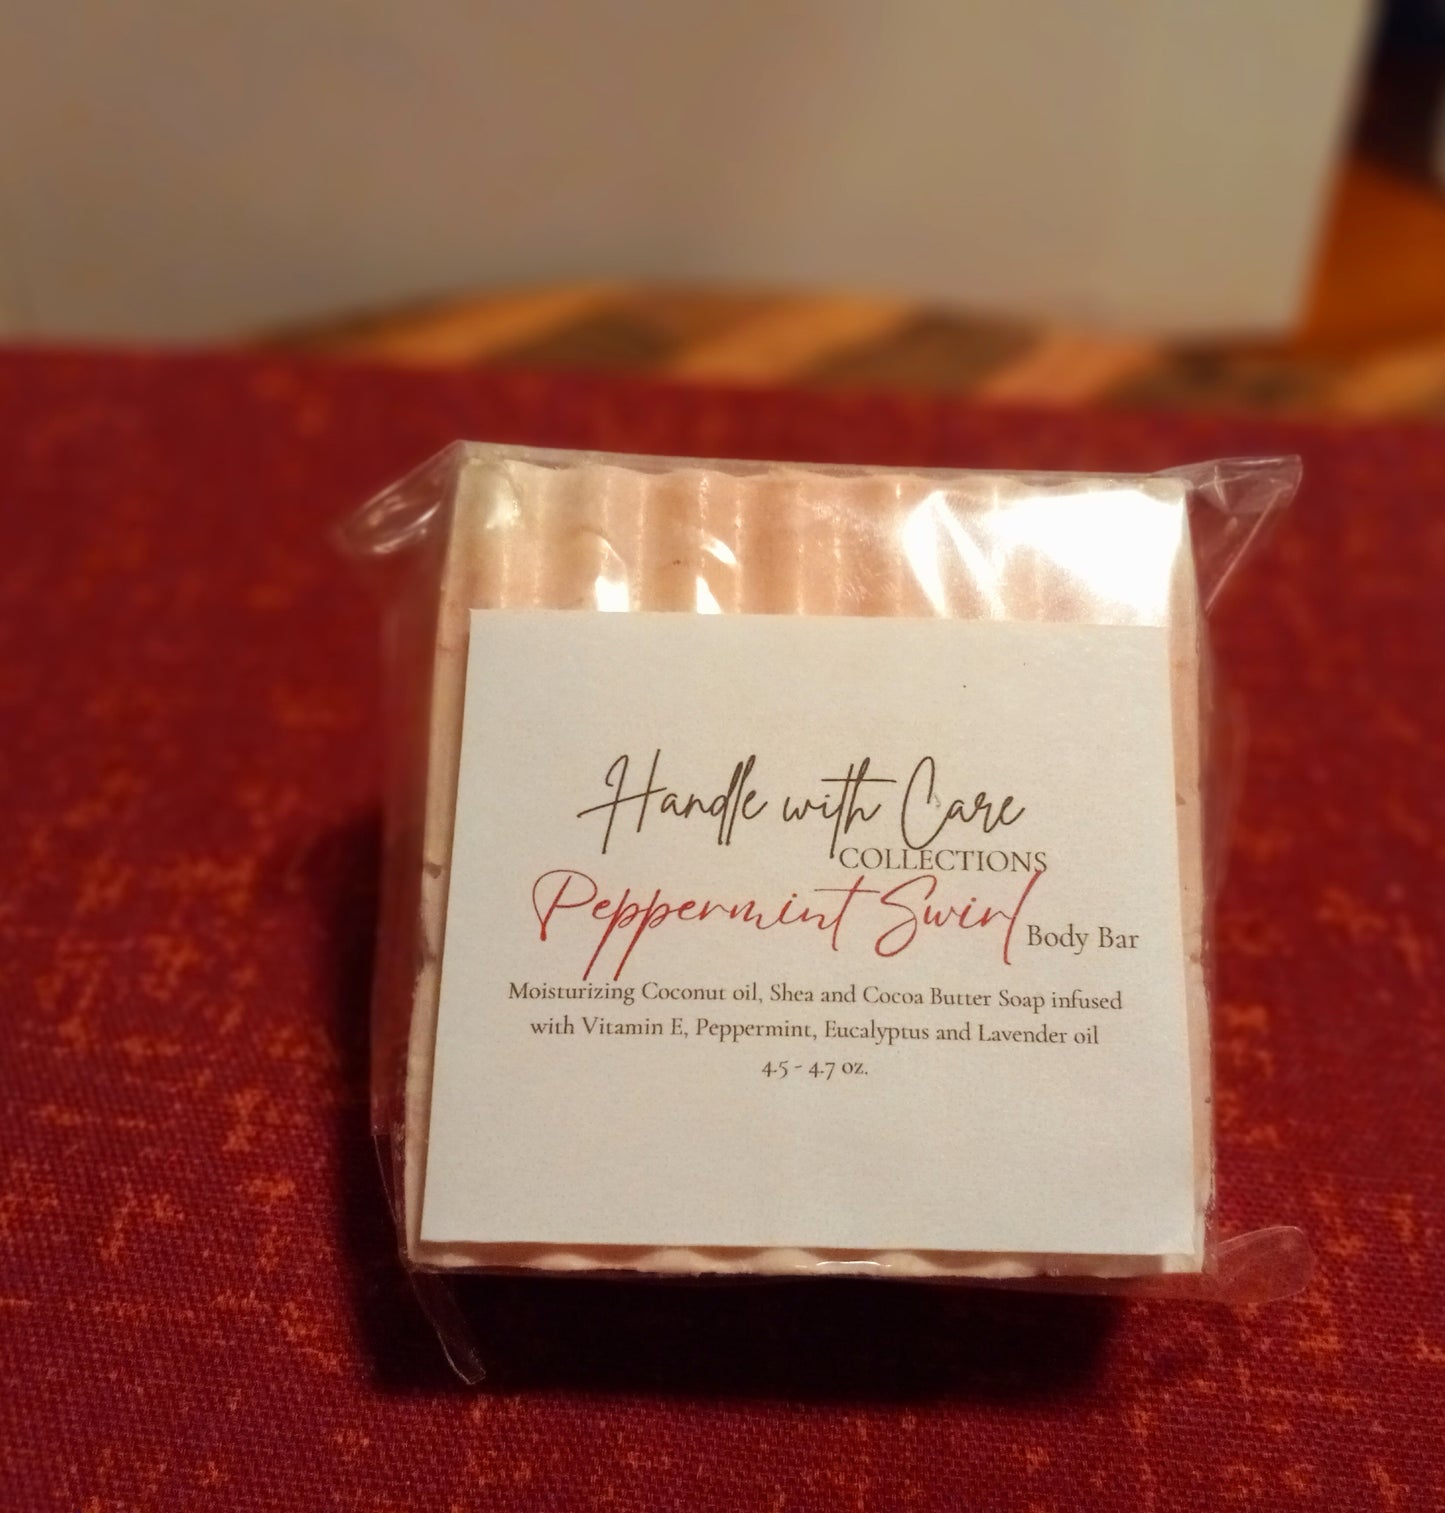 Handle with Care
COLLECTIONS
Peppermint Swirl Body Bar
Moisturizing Coconut oil, Shea and Cocoa Butter Soap infused
with Vitamin E, Peppermint, Eucalyptus and Lavender oil
4.5 - 4.7 oz.